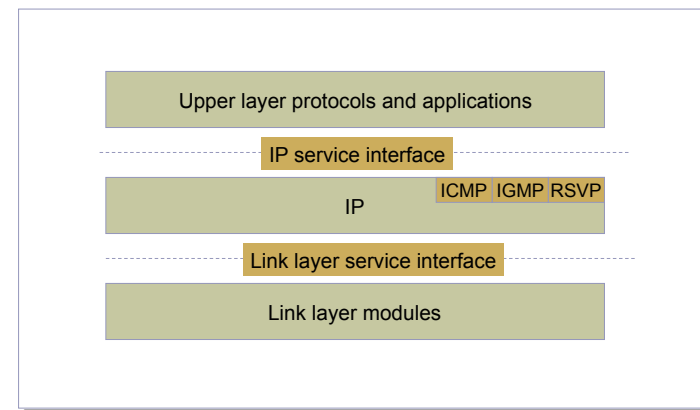 Upper layer protocols and applications
IP service interface
ICMP IGMP RSVP
IP
Link layer service interface
Link layer modules